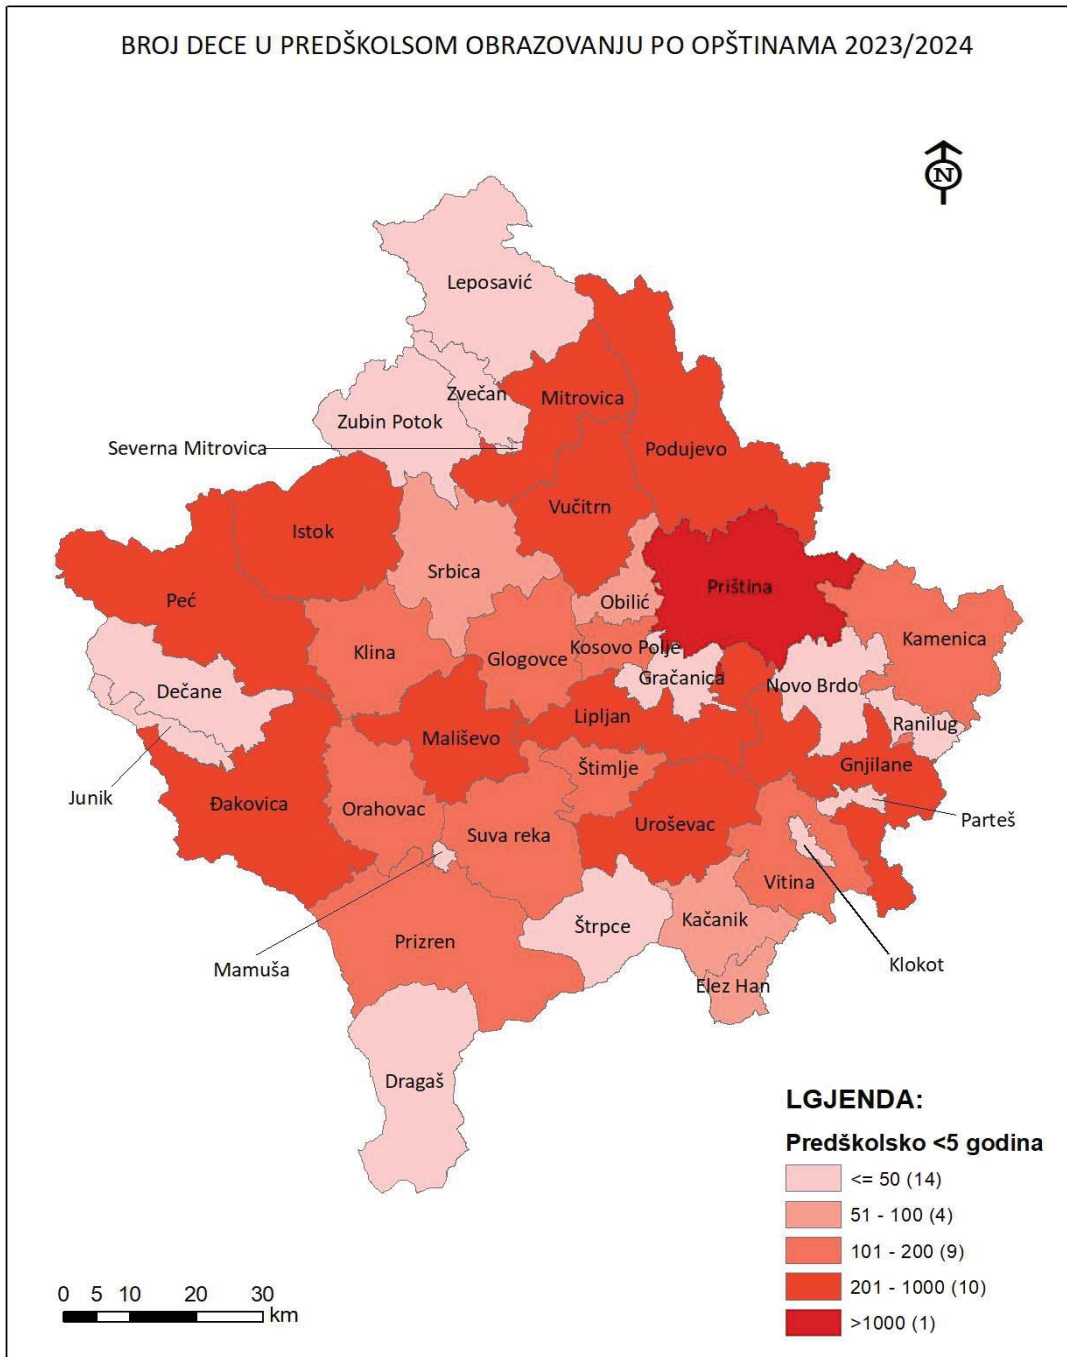 BROJ DECE U PREDŠKOLSOM OBRAZOVANJU PO OPŠTINAMA 2023/2024
N
Leposavić
Zvečan
Mitrovica
Zubin Potok
Severna Mitrovica
Podujevo
Vučitrn
Istok
Srbica
Priština
Peć
Obilić
Kamenica
Klina
Glogovce
Kosovo Polje
Gračanica
Novo Brdo
Dečane
Ranilug
Lipljan
Mališevo
Gnjilane
Štimlje
Junik
Đakovica
Orahovac
Uroševac
Parteš
Suva reka
Vitina
Kačanik
Štrpce
Prizren
Mamuša
Klokot
Elez Han
Dragaš
LGJENDA:
Predškolsko <5 godina
<= 50 (14)
51 - 100 (4)
101 - 200 (9)
201 - 1000 (10)
>1000 (1)
0 5 10 20 30
km